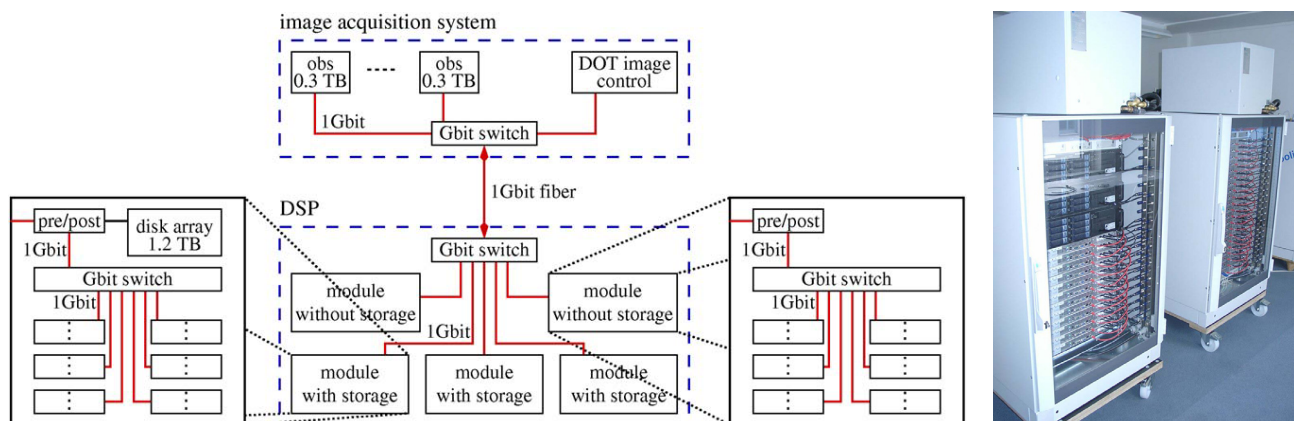 image acquisition system
obs
0.3 TB
obs
0.3 TB
DOT image
control
1Gbit
Gbit switch
1Gbit fiber
DSP
Gbit switch
module
without storage
module
without storage
1Gbit
module
with storage
module
with storage
module
with storage
pre/post
disk array
1.2 TB
1Gbit
Gbit switch
1Gbit
pre/post
1Gbit
Gbit switch
1Gbit